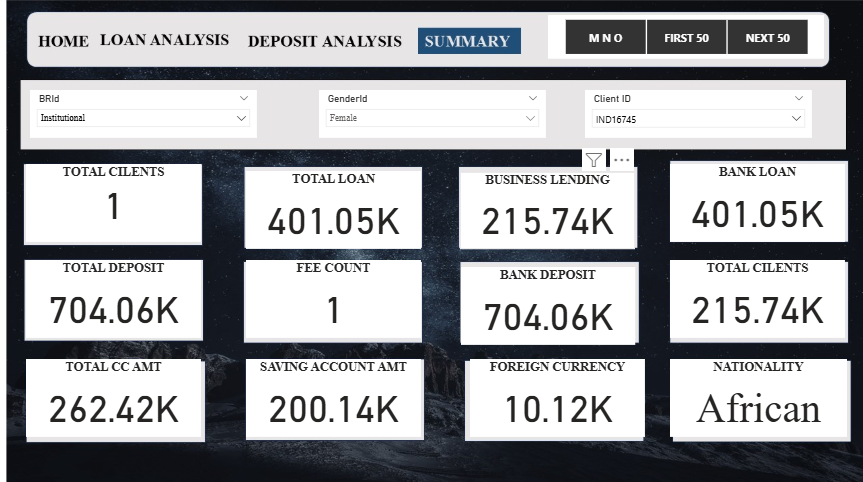 HOME LOAN ANALYSIS DEPOSIT ANALYSIS SUMMARY M N O FIRST 50 NEXT 50
BRId GenderId Client ID
Institutional Female IND16745
TOTAL CILENTS
1
TOTAL LOAN
401.05K
BUSINESS LENDING
215.74K
BANK LOAN
401.05K
TOTAL DEPOSIT
704.06K
FEE COUNT
1
BANK DEPOSIT
704.06K
TOTAL CILENTS
215.74K
TOTAL CC AMT
262.42K
SAVING ACCOUNT AMT
200.14K
FOREIGN CURRENCY
10.12K
NATIONALITY
African